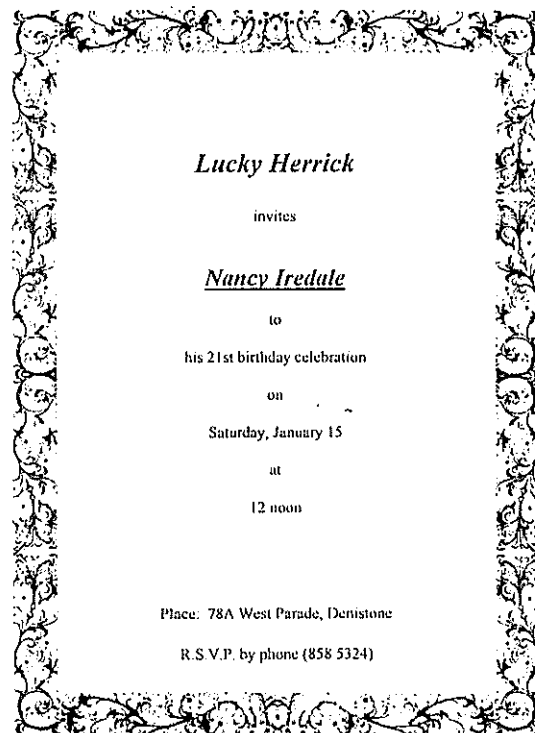 Lucky Herrick
invites
Nancy Iredale
to
his 21st birthday celebration
on
Saturday, January 15
at
12 noon
Place: 78A West Parade, Denistone
R.S.V.P. by phone (858 5324)